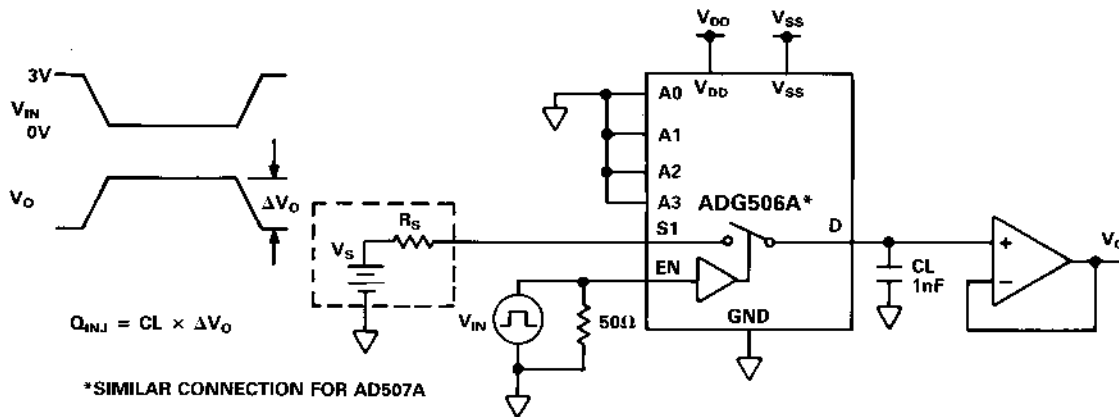 V_DD
V_SS
3V
V_IN
0V
V_O
ΔV_O
A0
A1
A2
A3
V_DD
V_SS
ADG506A*
S1
D
EN
GND
R_S
V_S
V_IN
50Ω
CL
1nF
+
−
V_O
Q_INJ = CL × ΔV_O
*SIMILAR CONNECTION FOR AD507A